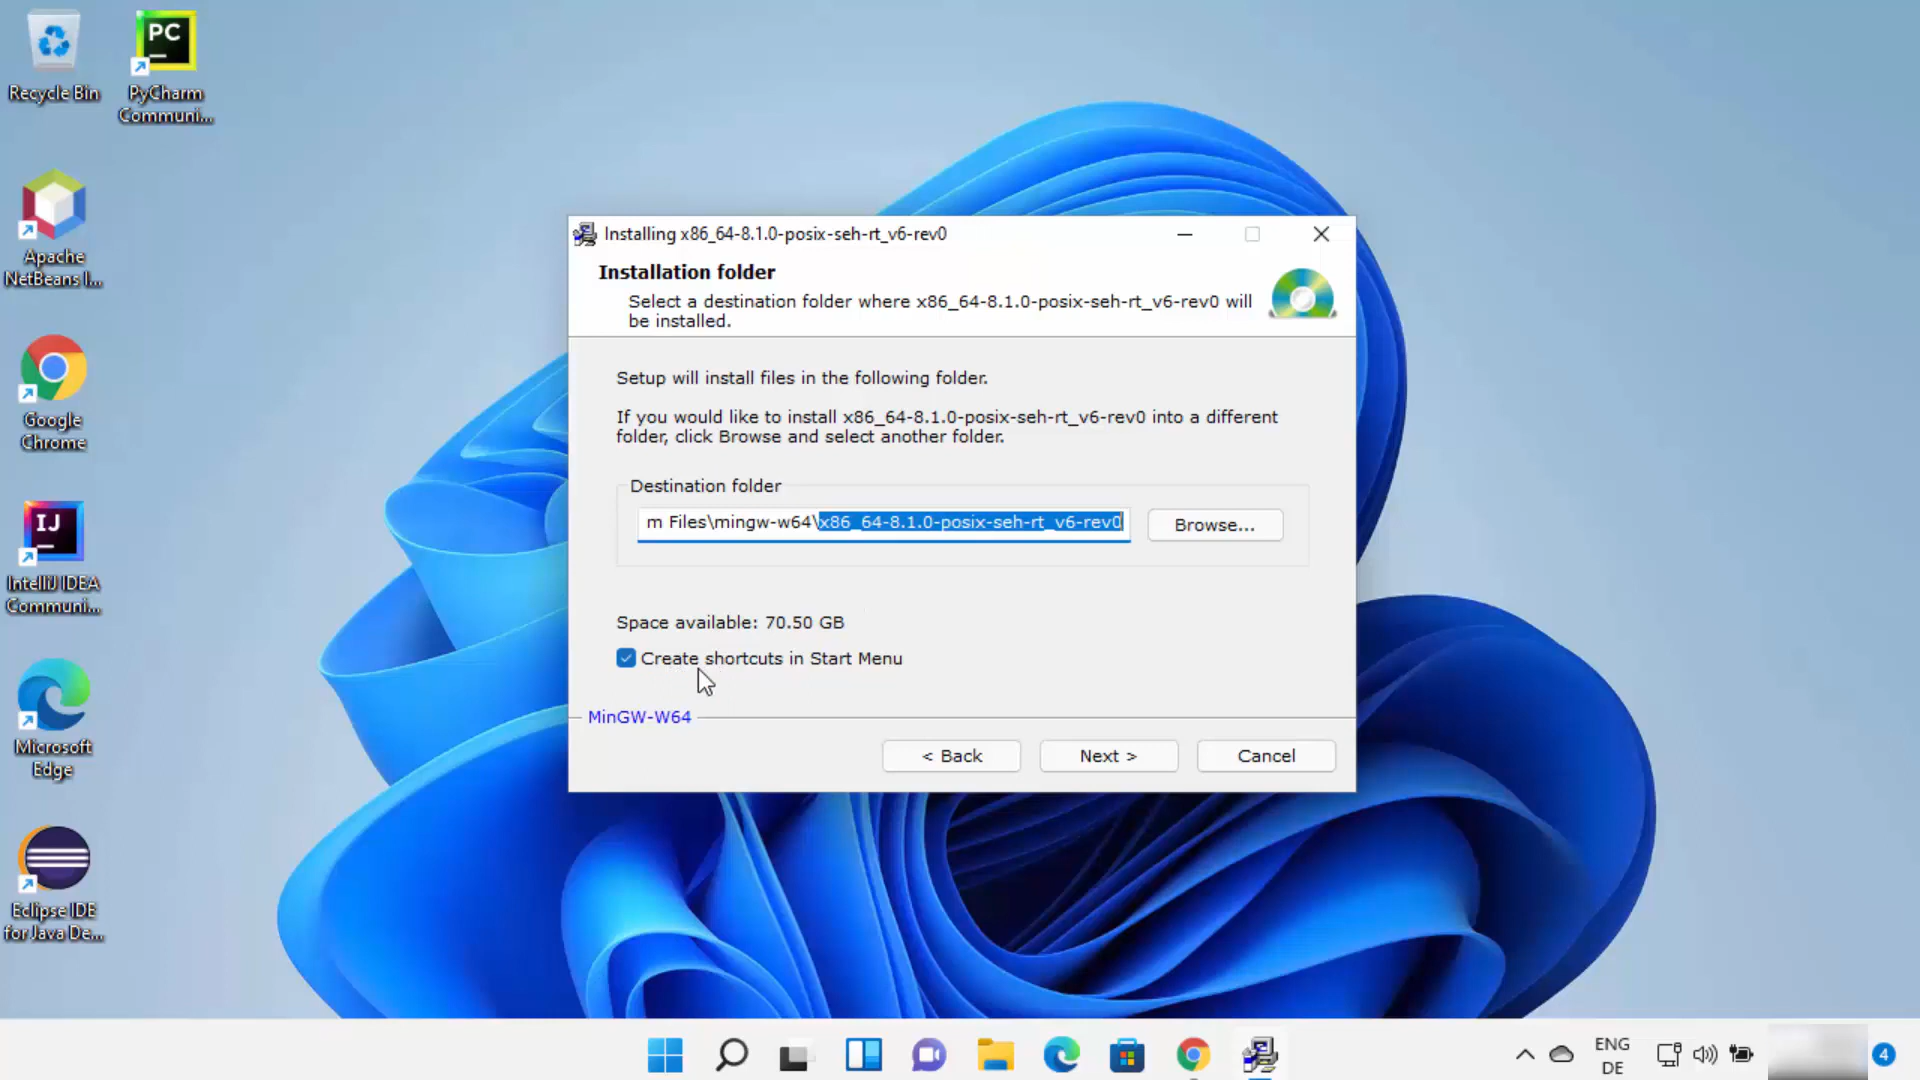 Recycle Bin
PC
PyCharm
Communi...
Apache
NetBeans I...
Google
Chrome
IJ
IntelliJ IDEA
Communi...
Microsoft
Edge
Eclipse IDE
for Java De...
Installing x86_64-8.1.0-posix-seh-rt_v6-rev0
Installation folder
Select a destination folder where x86_64-8.1.0-posix-seh-rt_v6-rev0 will
be installed.
Setup will install files in the following folder.
If you would like to install x86_64-8.1.0-posix-seh-rt_v6-rev0 into a different
folder, click Browse and select another folder.
Destination folder
m Files\mingw-w64\x86_64-8.1.0-posix-seh-rt_v6-rev0
Browse...
Space available: 70.50 GB
Create shortcuts in Start Menu
MinGW-W64
< Back
Next >
Cancel
ENG
DE
4